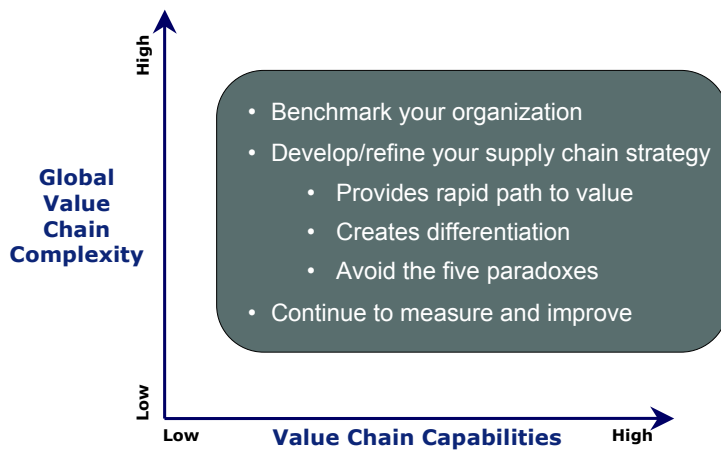 High
• Benchmark your organization
• Develop/refine your supply chain strategy
• Provides rapid path to value
• Creates differentiation
• Avoid the five paradoxes
• Continue to measure and improve
Global
Value
Chain
Complexity
Low
Low Value Chain Capabilities High